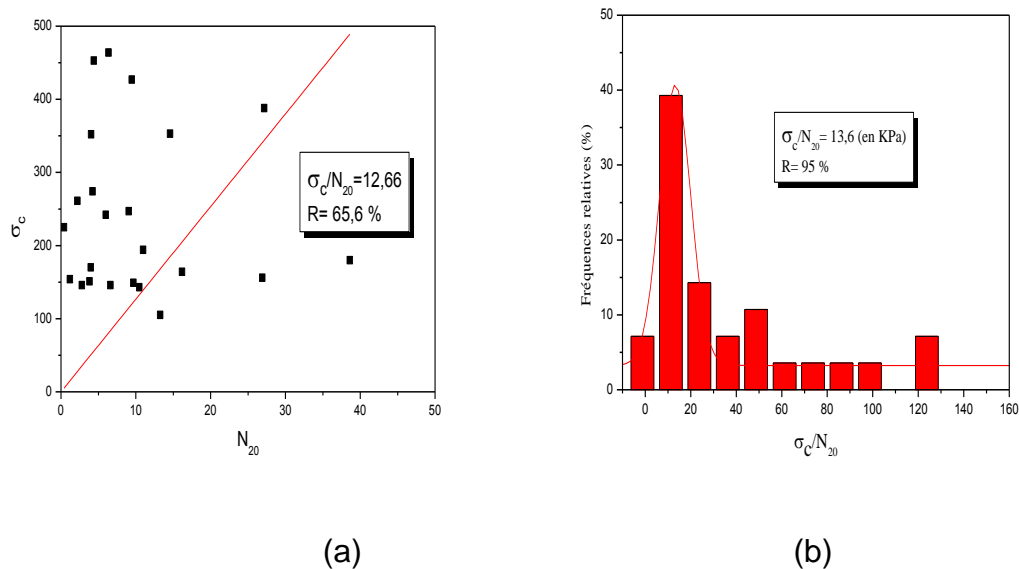 500
400
300
200
100
0
σc
0 10 20 30 40 50
N20
σc/N20=12,66
R= 65,6 %
(a)
50
40
30
20
10
0
Fréquences relatives (%)
0 20 40 60 80 100 120 140 160
σc/N20
σc/N20= 13,6 (en KPa)
R= 95 %
(b)